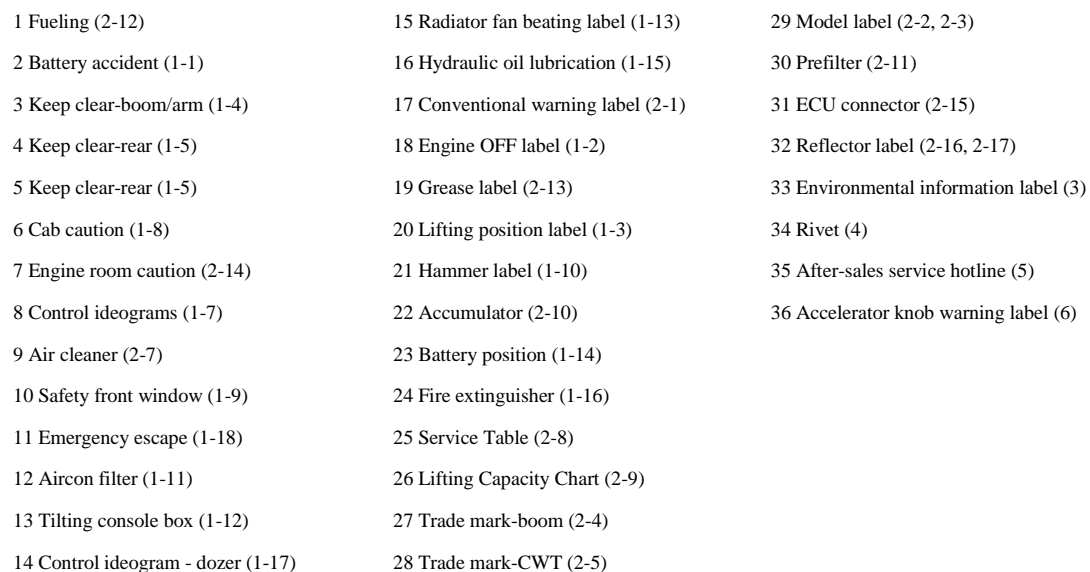 1 Fueling (2-12)
2 Battery accident (1-1)
3 Keep clear-boom/arm (1-4)
4 Keep clear-rear (1-5)
5 Keep clear-rear (1-5)
6 Cab caution (1-8)
7 Engine room caution (2-14)
8 Control ideograms (1-7)
9 Air cleaner (2-7)
10 Safety front window (1-9)
11 Emergency escape (1-18)
12 Aircon filter (1-11)
13 Tilting console box (1-12)
14 Control ideogram - dozer (1-17)
15 Radiator fan beating label (1-13)
16 Hydraulic oil lubrication (1-15)
17 Conventional warning label (2-1)
18 Engine OFF label (1-2)
19 Grease label (2-13)
20 Lifting position label (1-3)
21 Hammer label (1-10)
22 Accumulator (2-10)
23 Battery position (1-14)
24 Fire extinguisher (1-16)
25 Service Table (2-8)
26 Lifting Capacity Chart (2-9)
27 Trade mark-boom (2-4)
28 Trade mark-CWT (2-5)
29 Model label (2-2, 2-3)
30 Prefilter (2-11)
31 ECU connector (2-15)
32 Reflector label (2-16, 2-17)
33 Environmental information label (3)
34 Rivet (4)
35 After-sales service hotline (5)
36 Accelerator knob warning label (6)